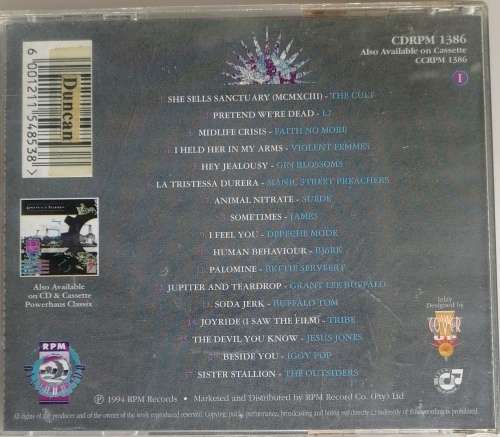 CDRPM 1386
Also Available on Cassette
CCRPM 1386
1
6 001211 548538 >
Duncan
SHE SELLS SANCTUARY (MCMXCIII) - THE CULT
PRETEND WE'RE DEAD - L7
MIDLIFE CRISIS - FAITH NO MORE
I HELD HER IN MY ARMS - VIOLENT FEMMES
HEY JEALOUSY - GIN BLOSSOMS
LA TRISTESSA DURERA - MANIC STREET PREACHERS
ANIMAL NITRATE - SUEDE
SOMETIMES - JAMES
I FEEL YOU - DEPECHE MODE
HUMAN BEHAVIOUR - BJöRK
PALOMINE - BETTIE SERVEERT
JUPITER AND TEARDROP - GRANT LEE BUFFALO
SODA JERK - BUFFALO TOM
JOYRIDE (I SAW THE FILM) - TRIBE
THE DEVIL YOU KNOW - JESUS JONES
BESIDE YOU - IGGY POP
SISTER STALLION - THE OUTSIDERS
Also Available
on CD & Cassette
Powerhaus Classix
Inlay
Designed by
RPM
℗ 1994 RPM Records • Marketed and Distributed by RPM Record Co. (Pty) Ltd